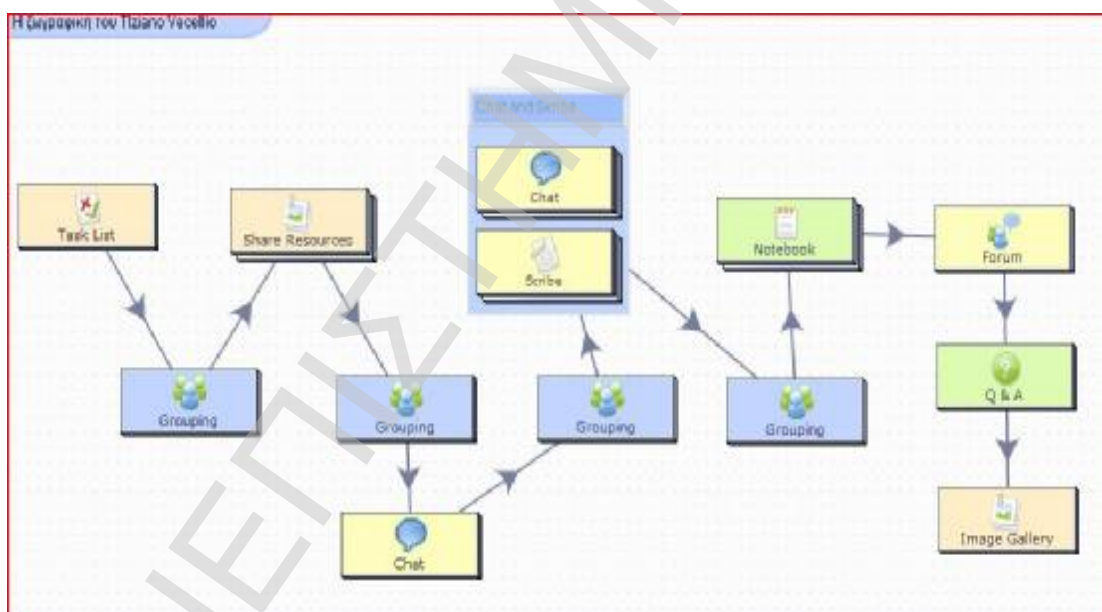 Η ζωγραφική του Tiziano Vecellio
Chat and Scribe
Chat
Task List
Share Resources
Scribe
Notebook
Forum
Grouping
Grouping
Grouping
Grouping
Q & A
Chat
Image Gallery